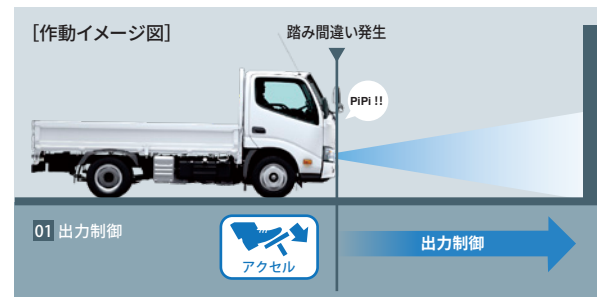 ［作動イメージ図］
踏み間違い発生
PiPi !!
01 出力制御
アクセル
出力制御